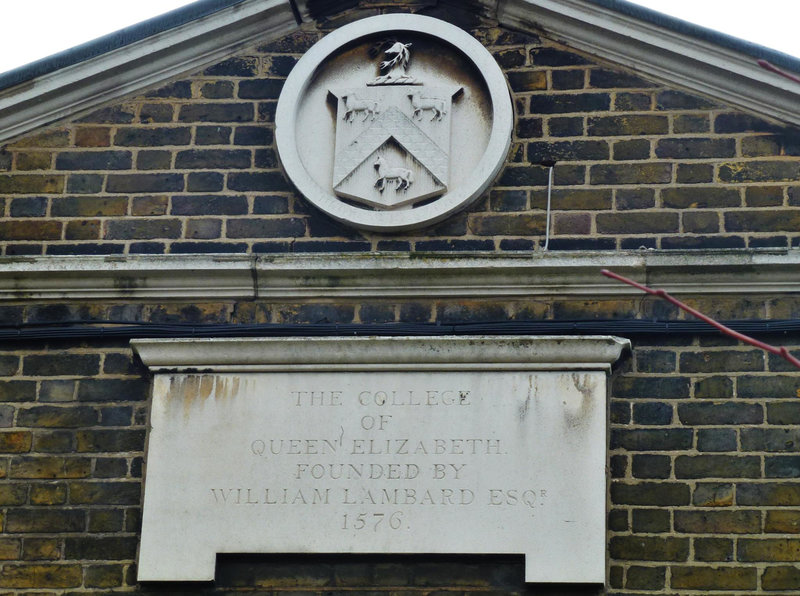 THE COLLEGE
OF
QUEEN ELIZABETH.
FOUNDED BY
WILLIAM LAMBARD ESQR.
1576.